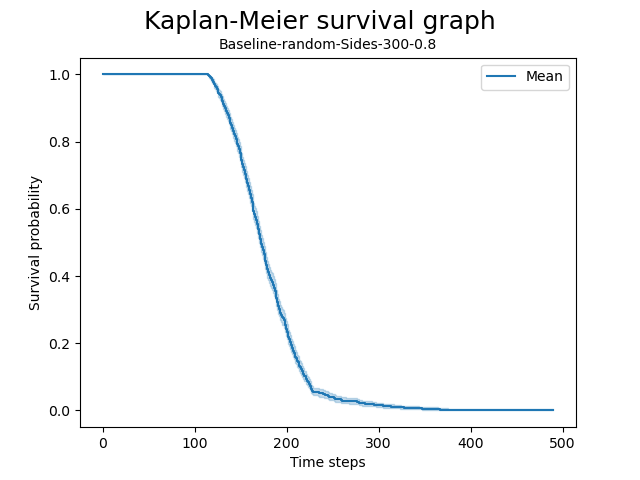 Kaplan-Meier survival graph
Baseline-random-Sides-300-0.8
Mean
1.0
0.8
0.6
0.4
0.2
0.0
Survival probability
0 100 200 300 400 500
Time steps